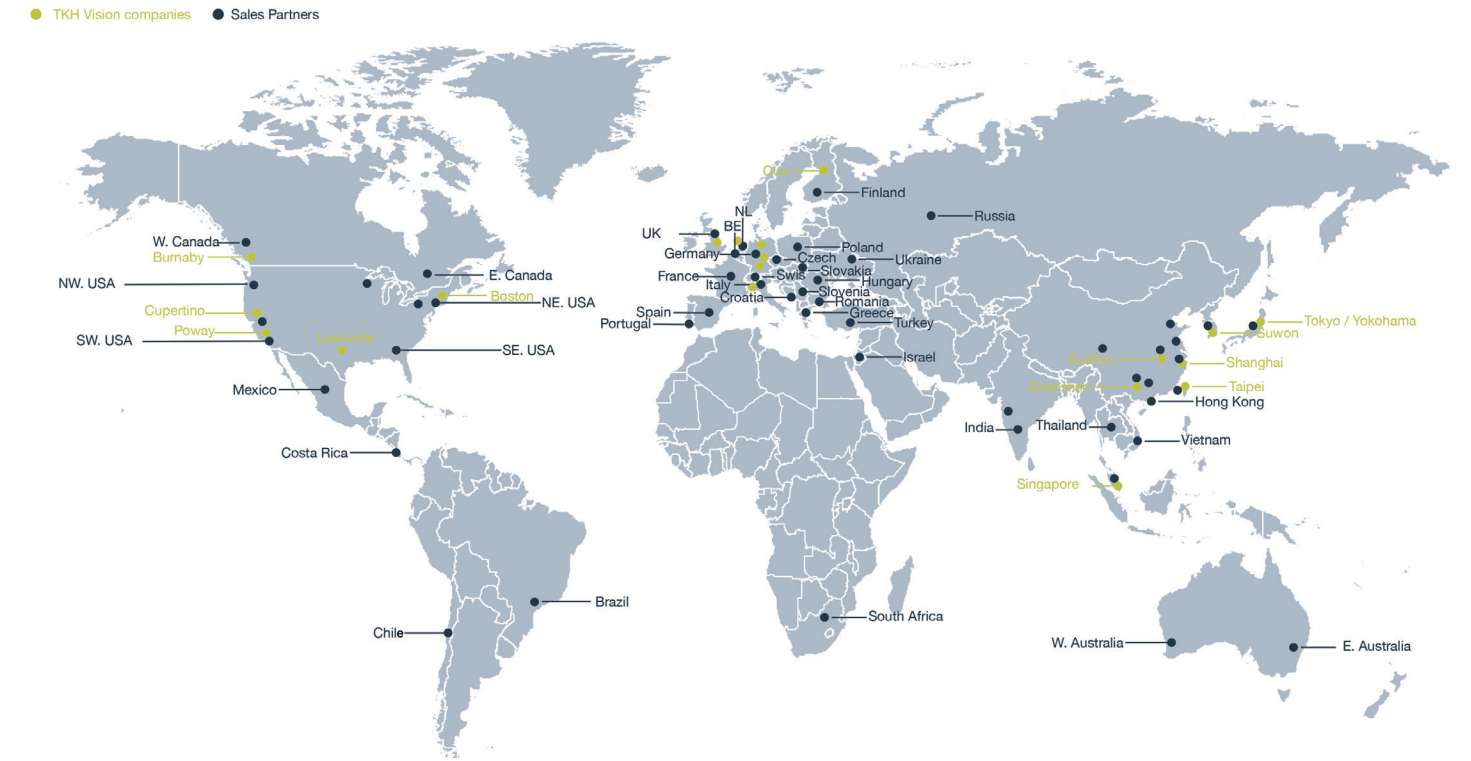 TKH Vision companies
Sales Partners
Oulu
Finland
NL
Russia
BE
UK
W. Canada
Poland
Burnaby
Germany
Czech
Ukraine
Slovakia
E. Canada
France
Swis
Hungary
NW. USA
Italy
Slovenia
Boston
Croatia
Romania
NE. USA
Cupertino
Spain
Greece
Portugal
Turkey
Tokyo / Yokohama
Poway
Suwon
SW. USA
SE. USA
Israel
Shanghai
Mexico
Taipei
Hong Kong
India
Thailand
Vietnam
Costa Rica
Singapore
Brazil
South Africa
Chile
W. Australia
E. Australia